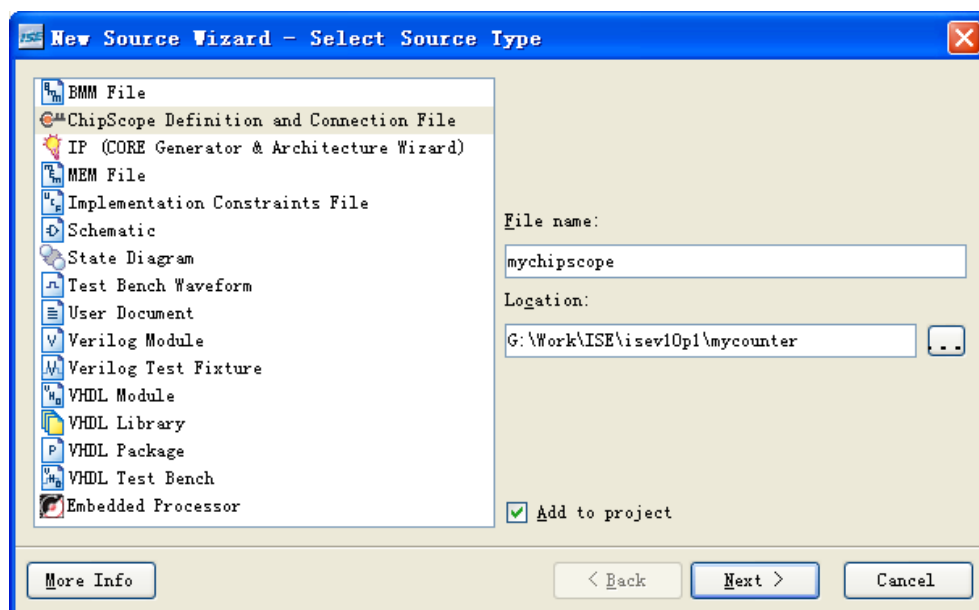 ISE New Source Wizard - Select Source Type
BMM File
ChipScope Definition and Connection File
IP (CORE Generator & Architecture Wizard)
MEM File
Implementation Constraints File
Schematic
State Diagram
Test Bench Waveform
User Document
Verilog Module
Verilog Test Fixture
VHDL Module
VHDL Library
VHDL Package
VHDL Test Bench
Embedded Processor
File name:
mychipscope
Location:
G:\Work\ISE\isev10p1\mycounter
...
Add to project
More Info
< Back
Next >
Cancel